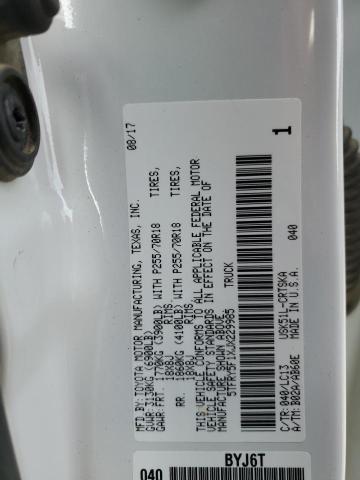 MFD BY:TOYOTA MOTOR MANUFACTURING, TEXAS, INC. 08/17
GVWR: 3130KG (6900LB)
GAWR: FRT. 1770KG (3900LB) WITH P255/70R18 TIRES,
18X8J RIMS
RR. 1860KG (4100LB) WITH P255/70R18 TIRES,
18X8J RIMS
THIS VEHICLE CONFORMS TO ALL APPLICABLE FEDERAL MOTOR
VEHICLE SAFETY STANDARDS IN EFFECT ON THE DATE OF
MANUFACTURE SHOWN ABOVE.
TRUCK
C/TR: 040/LC13 USK51L-CRTSKA
A/TM: B02A/AB60E MADE IN U.S.A. 040
1
BYJ6T
040